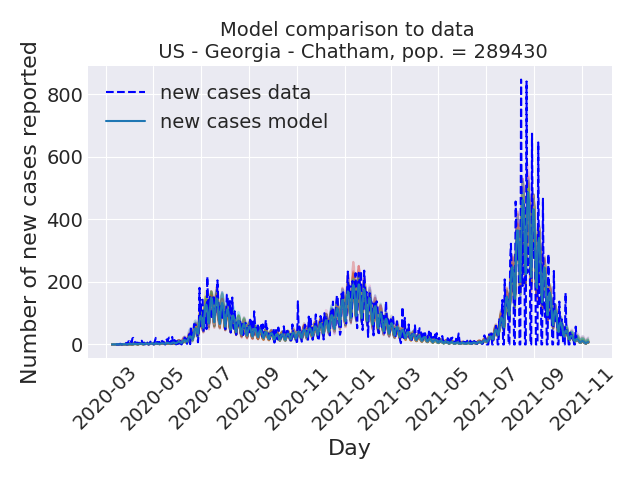 Model comparison to data
US - Georgia - Chatham, pop. = 289430
Number of new cases reported
800
600
400
200
0
new cases data
new cases model
2020-03
2020-05
2020-07
2020-09
2020-11
2021-01
2021-03
2021-05
2021-07
2021-09
2021-11
Day